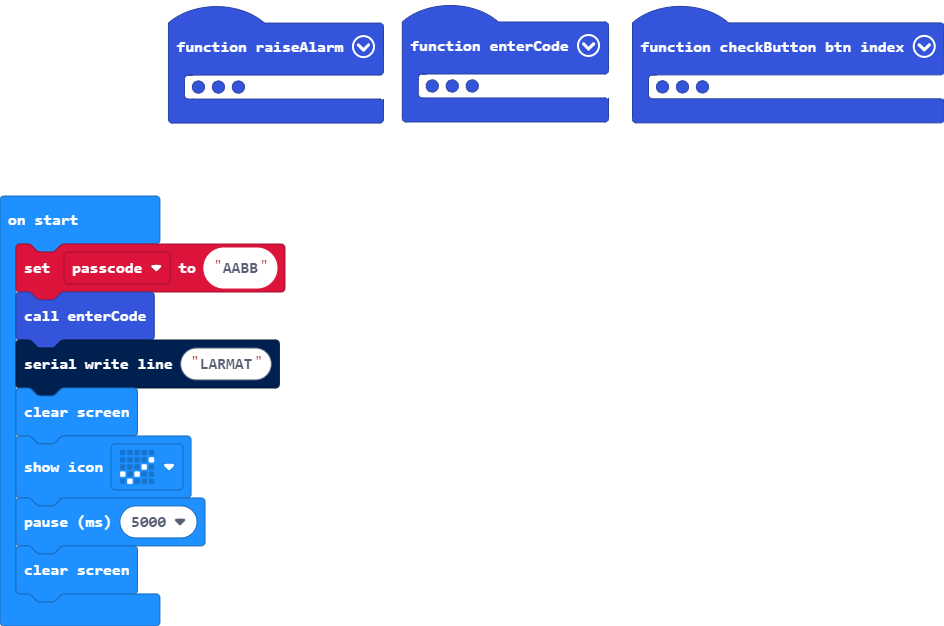 function raiseAlarm
function enterCode
function checkButton btn index
on start
set passcode to "AABB"
call enterCode
serial write line "LARMAT"
clear screen
show icon
pause (ms) 5000
clear screen